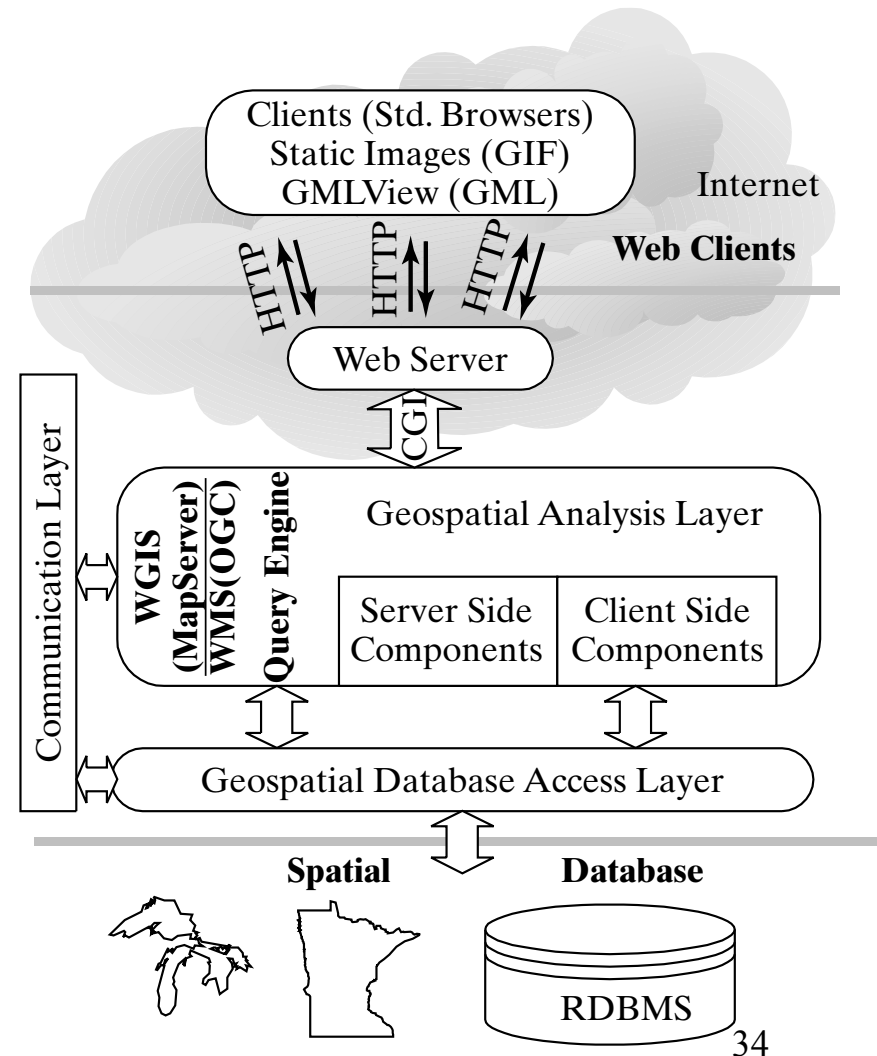 Clients (Std. Browsers)
Static Images (GIF)
GMLView (GML)
Internet
Web Clients
HTTP
HTTP
HTTP
Web Server
CGI
Communication Layer
WGIS
(MapServer)
WMS(OGC)
Query Engine
Geospatial Analysis Layer
Server Side
Components
Client Side
Components
Geospatial Database Access Layer
Spatial
Database
RDBMS
34